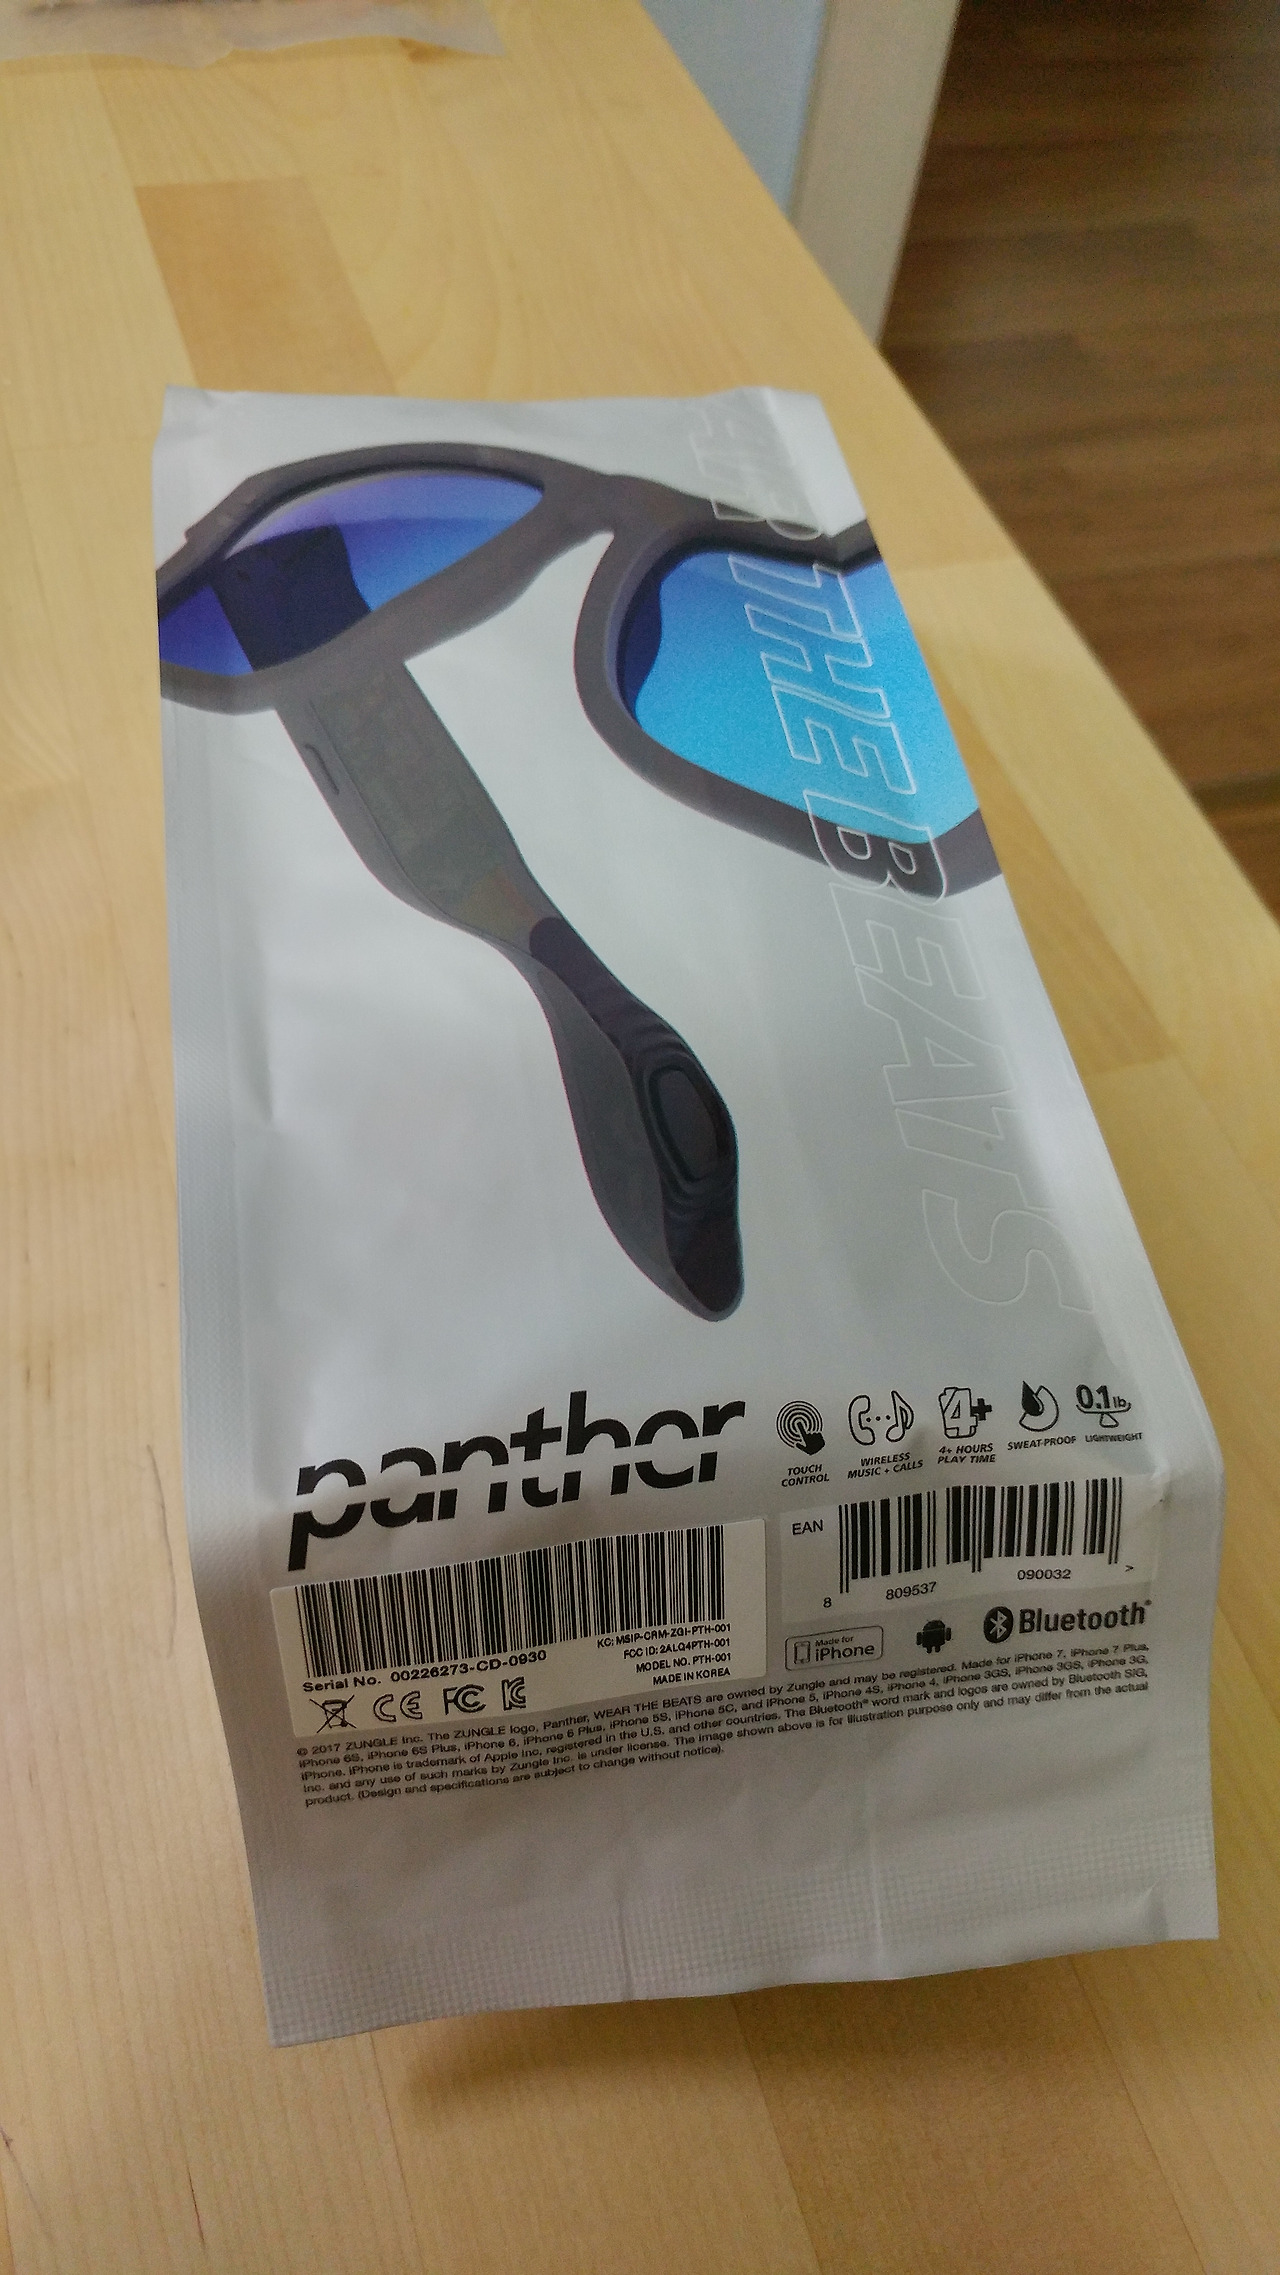 THE BEATS
panther
TOUCH
CONTROL
WIRELESS
MUSIC + CALLS
4+
4+ HOURS
PLAY TIME
SWEAT-PROOF
0.1 lb
LIGHTWEIGHT
KC: MSIP-CRM-ZGI-PTH-001
FCC ID: 2ALQ4PTH-001
MODEL NO. PTH-001
MADE IN KOREA
Serial No. 00226273-CD-0930
CE FC
EAN
8 809537 090032 >
Made for
iPhone
Bluetooth®
© 2017 ZUNGLE Inc. The ZUNGLE logo, Panther, WEAR THE BEATS are owned by Zungle and may be registered. Made for iPhone 7, iPhone 7 Plus,
iPhone 6S, iPhone 6S Plus, iPhone 6, iPhone 6 Plus, iPhone 5S, iPhone 5C, and iPhone 5, iPhone 4S, iPhone 4, iPhone 3GS, iPhone 3GS, iPhone 3G,
iPhone. iPhone is trademark of Apple Inc, registered in the U.S. and other countries. The Bluetooth® word mark and logos are owned by Bluetooth SIG,
Inc. and any use of such marks by Zungle Inc. is under license. The image shown above is for illustration purpose only and may differ from the actual
product. (Design and specifications are subject to change without notice).